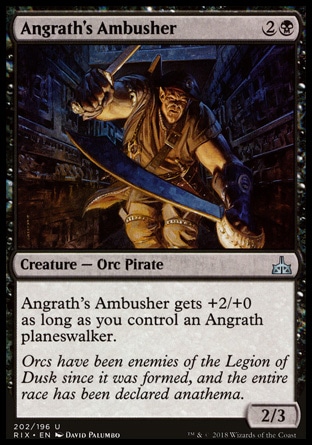 Angrath's Ambusher 2
Creature — Orc Pirate
Angrath's Ambusher gets +2/+0
as long as you control an Angrath
planeswalker.
Orcs have been enemies of the Legion of
Dusk since it was formed, and the entire
race has been declared anathema.
2/3
202/196 U
RIX • EN DAVID PALUMBO
™ & © 2018 Wizards of the Coast